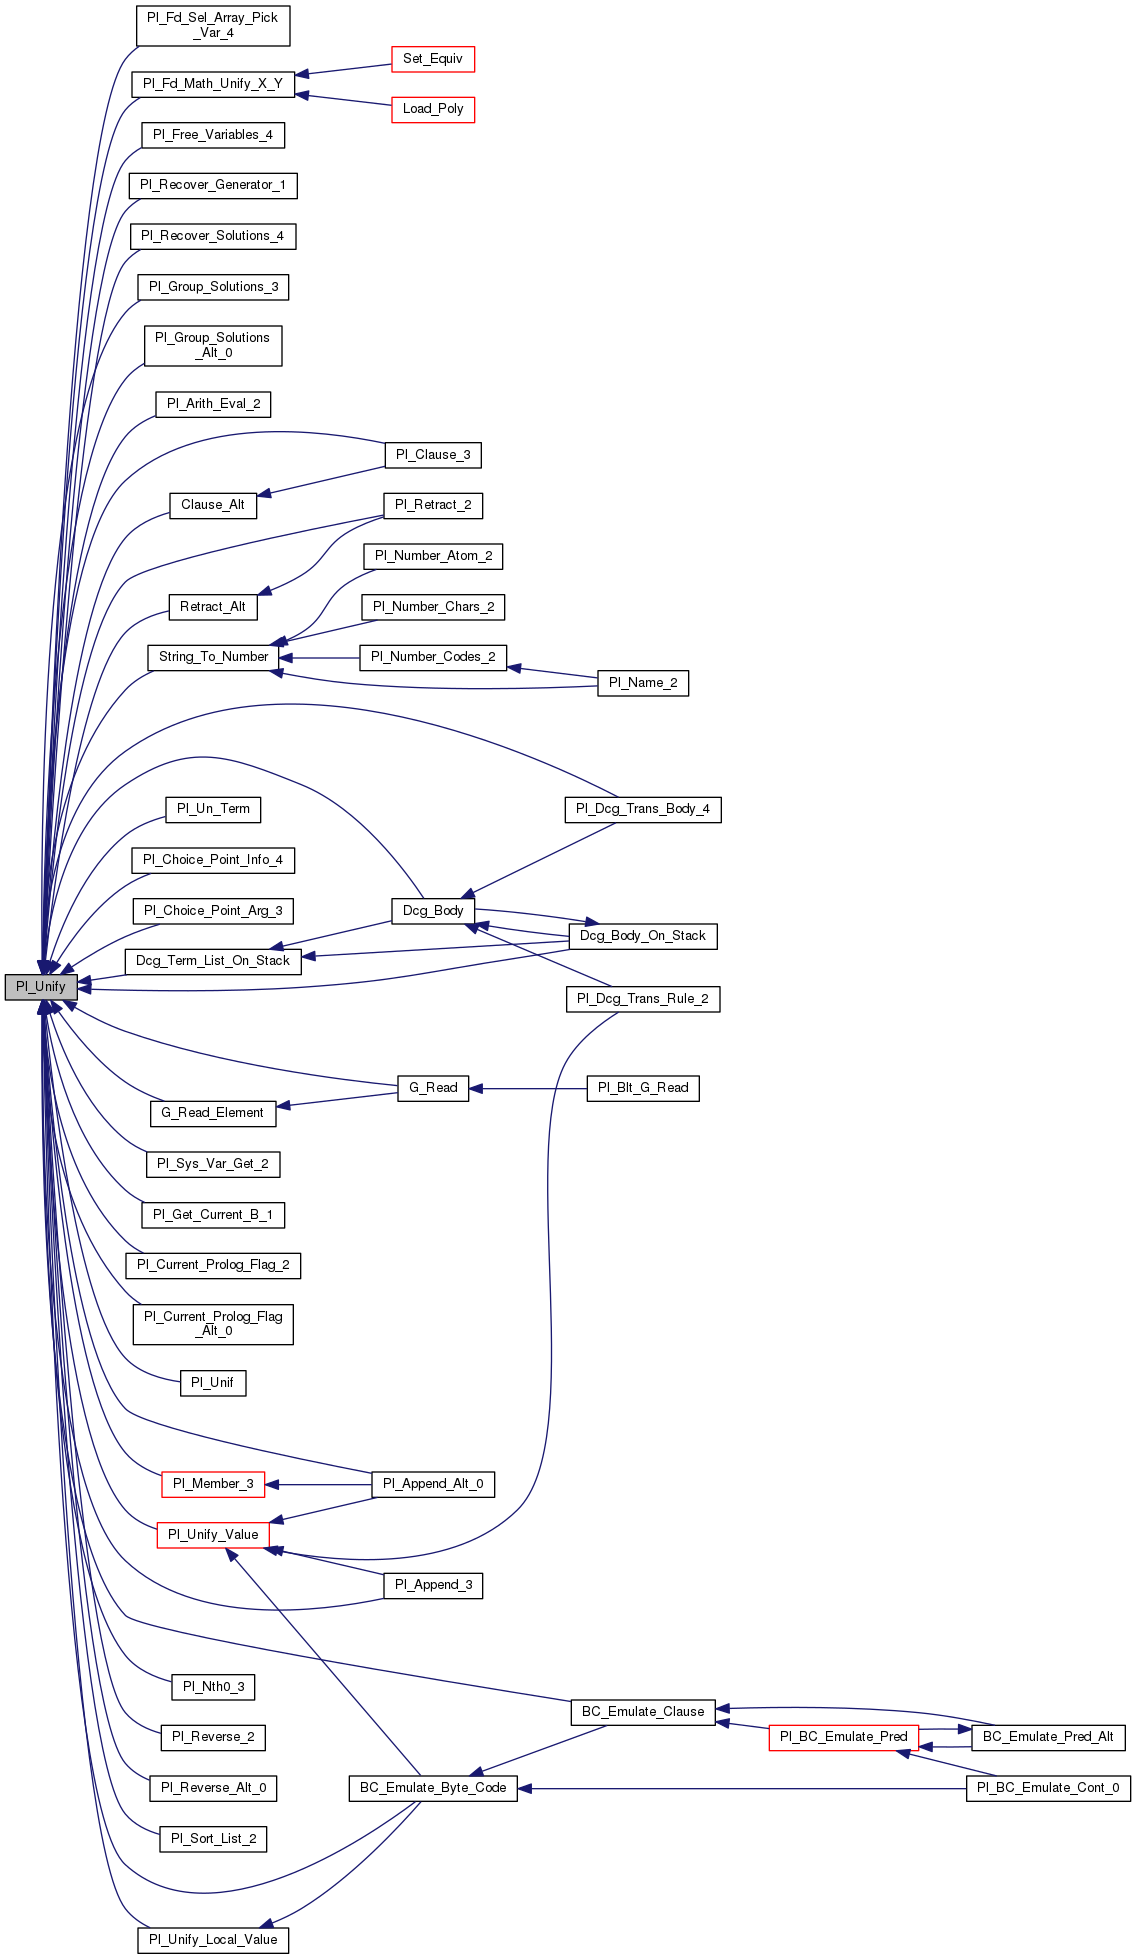 Pl_Fd_Sel_Array_Pick
_Var_4
Set_Equiv
Pl_Fd_Math_Unify_X_Y
Load_Poly
Pl_Free_Variables_4
Pl_Recover_Generator_1
Pl_Recover_Solutions_4
Pl_Group_Solutions_3
Pl_Group_Solutions
_Alt_0
Pl_Arith_Eval_2
Pl_Clause_3
Clause_Alt
Pl_Retract_2
Pl_Number_Atom_2
Retract_Alt
Pl_Number_Chars_2
String_To_Number
Pl_Number_Codes_2
Pl_Name_2
Pl_Un_Term
Pl_Dcg_Trans_Body_4
Pl_Choice_Point_Info_4
Pl_Choice_Point_Arg_3
Dcg_Body
Dcg_Body_On_Stack
Dcg_Term_List_On_Stack
Pl_Unify
Pl_Dcg_Trans_Rule_2
G_Read
Pl_Blt_G_Read
G_Read_Element
Pl_Sys_Var_Get_2
Pl_Get_Current_B_1
Pl_Current_Prolog_Flag_2
Pl_Current_Prolog_Flag
_Alt_0
Pl_Unif
Pl_Member_3
Pl_Append_Alt_0
Pl_Unify_Value
Pl_Append_3
Pl_Nth0_3
BC_Emulate_Clause
Pl_Reverse_2
Pl_BC_Emulate_Pred
BC_Emulate_Pred_Alt
Pl_Reverse_Alt_0
BC_Emulate_Byte_Code
Pl_BC_Emulate_Cont_0
Pl_Sort_List_2
Pl_Unify_Local_Value